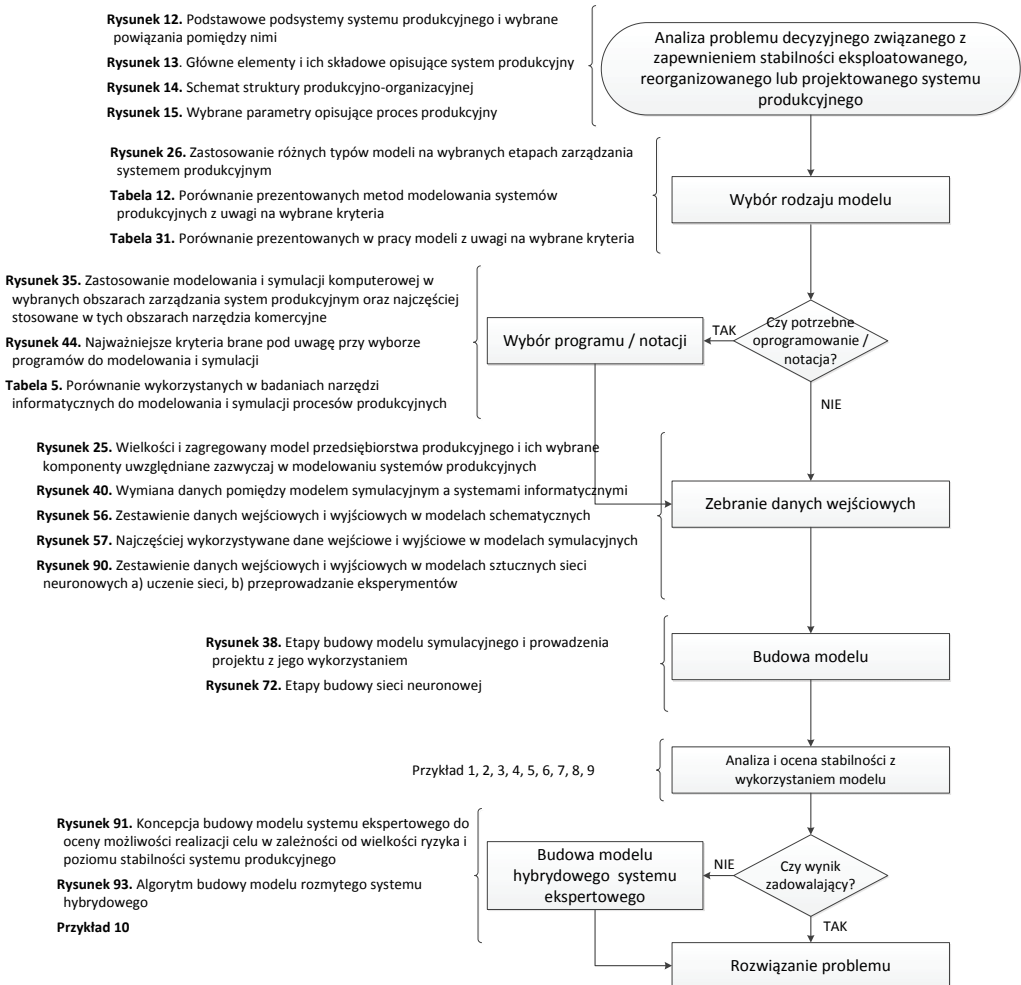 Rysunek 12. Podstawowe podsystemy systemu produkcyjnego i wybrane
powiązania pomiędzy nimi
Rysunek 13. Główne elementy i ich składowe opisujące system produkcyjny
Rysunek 14. Schemat struktury produkcyjno-organizacyjnej
Rysunek 15. Wybrane parametry opisujące proces produkcyjny
Analiza problemu decyzyjnego związanego z
zapewnieniem stabilności eksploatowanego,
reorganizowanego lub projektowanego systemu
produkcyjnego
Rysunek 26. Zastosowanie różnych typów modeli na wybranych etapach zarządzania
systemem produkcyjnym
Tabela 12. Porównanie prezentowanych metod modelowania systemów
produkcyjnych z uwagi na wybrane kryteria
Tabela 31. Porównanie prezentowanych w pracy modeli z uwagi na wybrane kryteria
Wybór rodzaju modelu
Rysunek 35. Zastosowanie modelowania i symulacji komputerowej w
wybranych obszarach zarządzania system produkcyjnym oraz najczęściej
stosowane w tych obszarach narzędzia komercyjne
Rysunek 44. Najważniejsze kryteria brane pod uwagę przy wyborze
programów do modelowania i symulacji
Tabela 5. Porównanie wykorzystanych w badaniach narzędzi
informatycznych do modelowania i symulacji procesów produkcyjnych
Wybór programu / notacji
TAK
Czy potrzebne
oprogramowanie /
notacja?
NIE
Rysunek 25. Wielkości i zagregowany model przedsiębiorstwa produkcyjnego i ich wybrane
komponenty uwzględniane zazwyczaj w modelowaniu systemów produkcyjnych
Rysunek 40. Wymiana danych pomiędzy modelem symulacyjnym a systemami informatycznymi
Rysunek 56. Zestawienie danych wejściowych i wyjściowych w modelach schematycznych
Rysunek 57. Najczęściej wykorzystywane dane wejściowe i wyjściowe w modelach symulacyjnych
Rysunek 90. Zestawienie danych wejściowych i wyjściowych w modelach sztucznych sieci
neuronowych a) uczenie sieci, b) przeprowadzanie eksperymentów
Zebranie danych wejściowych
Rysunek 38. Etapy budowy modelu symulacyjnego i prowadzenia
projektu z jego wykorzystaniem
Rysunek 72. Etapy budowy sieci neuronowej
Budowa modelu
Przykład 1, 2, 3, 4, 5, 6, 7, 8, 9
Analiza i ocena stabilności z
wykorzystaniem modelu
Rysunek 91. Koncepcja budowy modelu systemu ekspertowego do
oceny możliwości realizacji celu w zależności od wielkości ryzyka i
poziomu stabilności systemu produkcyjnego
Rysunek 93. Algorytm budowy modelu rozmytego systemu
hybrydowego
Przykład 10
Budowa modelu
hybrydowego systemu
ekspertowego
NIE
Czy wynik
zadowalający?
TAK
Rozwiązanie problemu